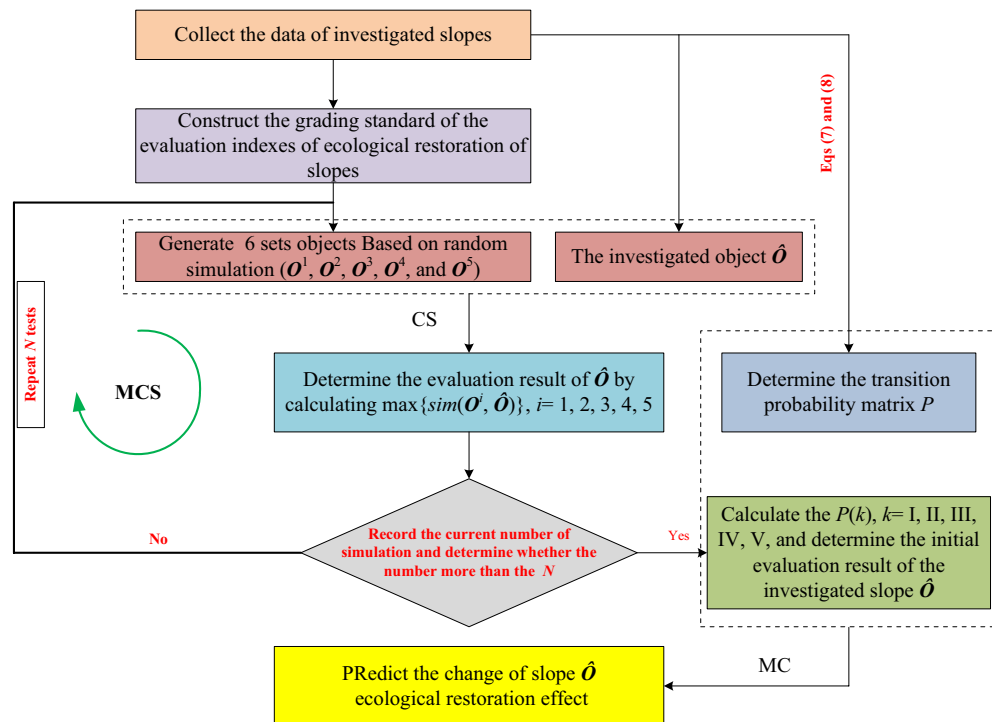 Collect the data of investigated slopes
Eqs (7) and (8)
Construct the grading standard of the
evaluation indexes of ecological restoration of
slopes
Generate 6 sets objects Based on random
simulation (O¹, O², O³, O⁴, and O⁵)
The investigated object Ô
CS
Repeat N tests
MCS
Determine the evaluation result of Ô by
calculating max{sim(Oⁱ, Ô)}, i= 1, 2, 3, 4, 5
Determine the transition
probability matrix P
Record the current number of
simulation and determine whether the
number more than the N
No
Yes
Calculate the P(k), k= I, II, III,
IV, V, and determine the initial
evaluation result of the
investigated slope Ô
MC
PRedict the change of slope Ô
ecological restoration effect